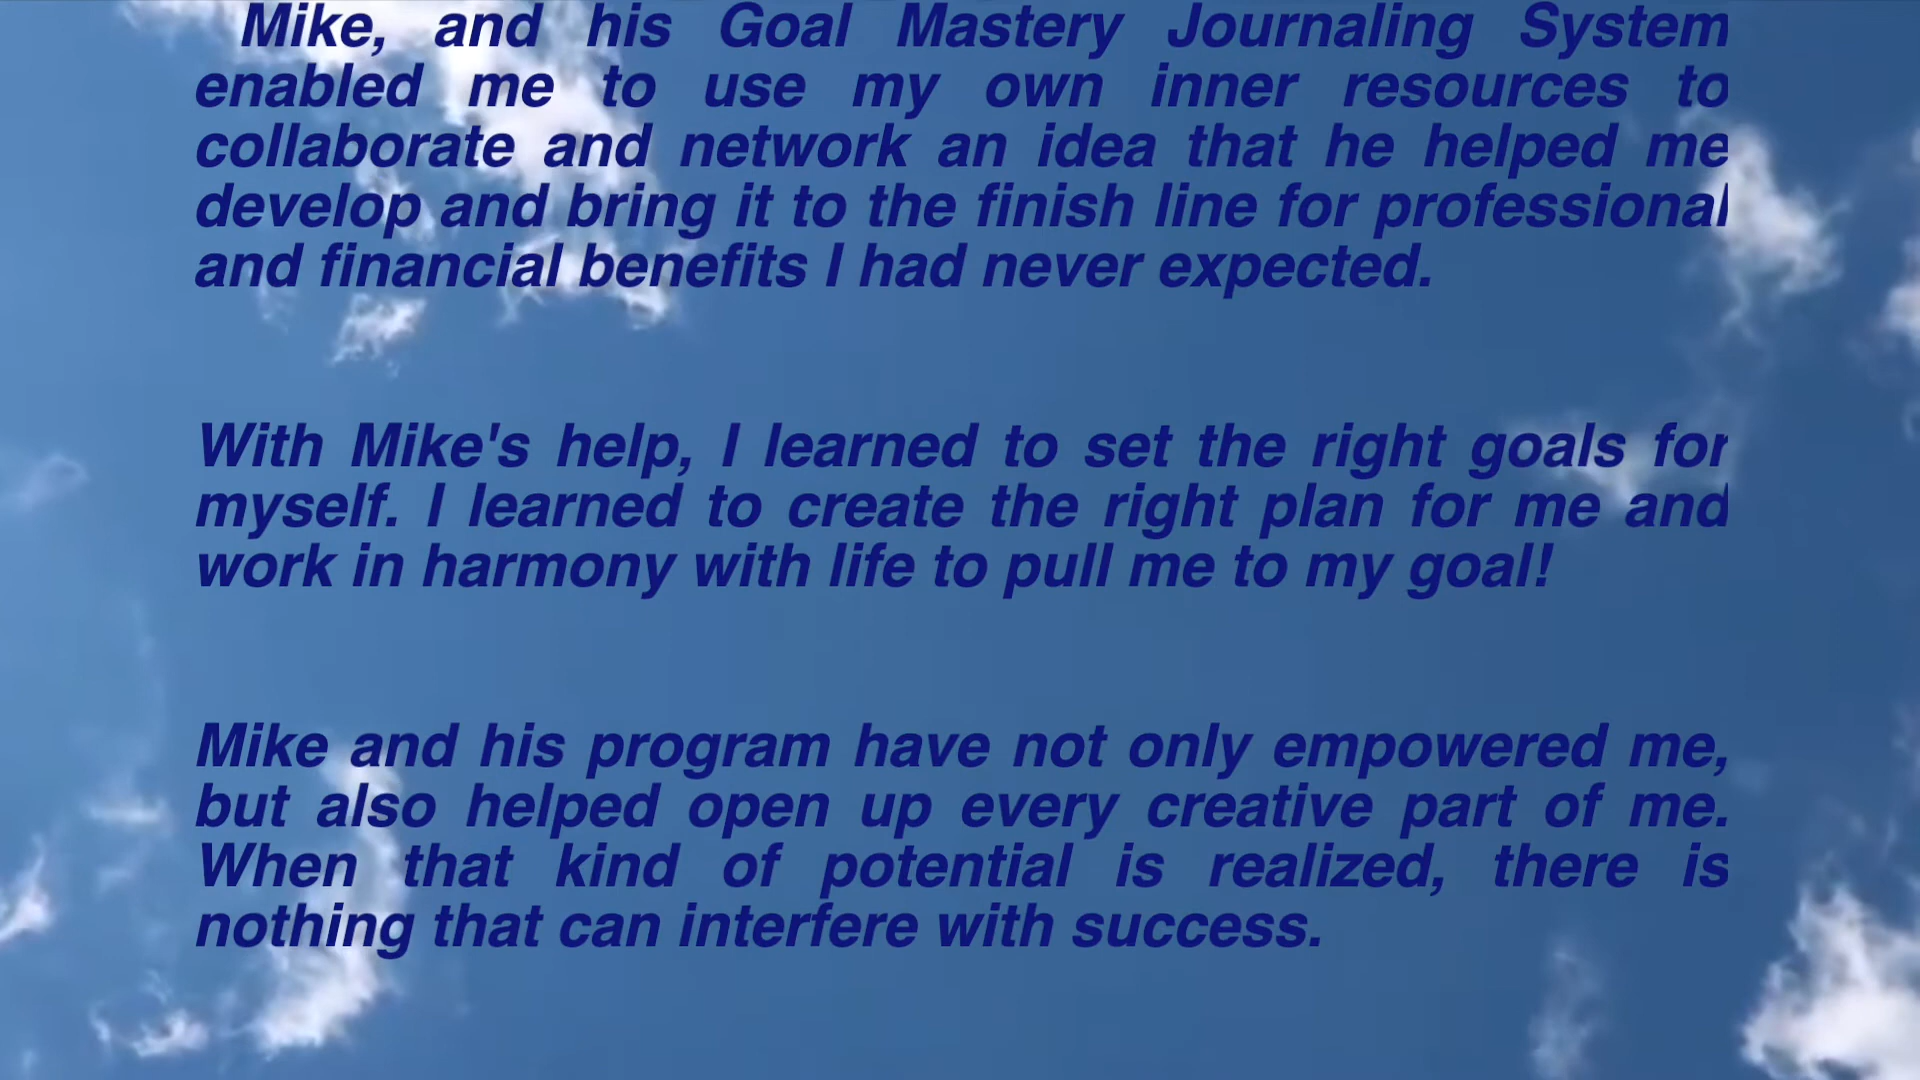 Mike, and his Goal Mastery Journaling System
enabled me to use my own inner resources to
collaborate and network an idea that he helped me
develop and bring it to the finish line for professional
and financial benefits I had never expected.
With Mike's help, I learned to set the right goals for
myself. I learned to create the right plan for me and
work in harmony with life to pull me to my goal!
Mike and his program have not only empowered me,
but also helped open up every creative part of me.
When that kind of potential is realized, there is
nothing that can interfere with success.